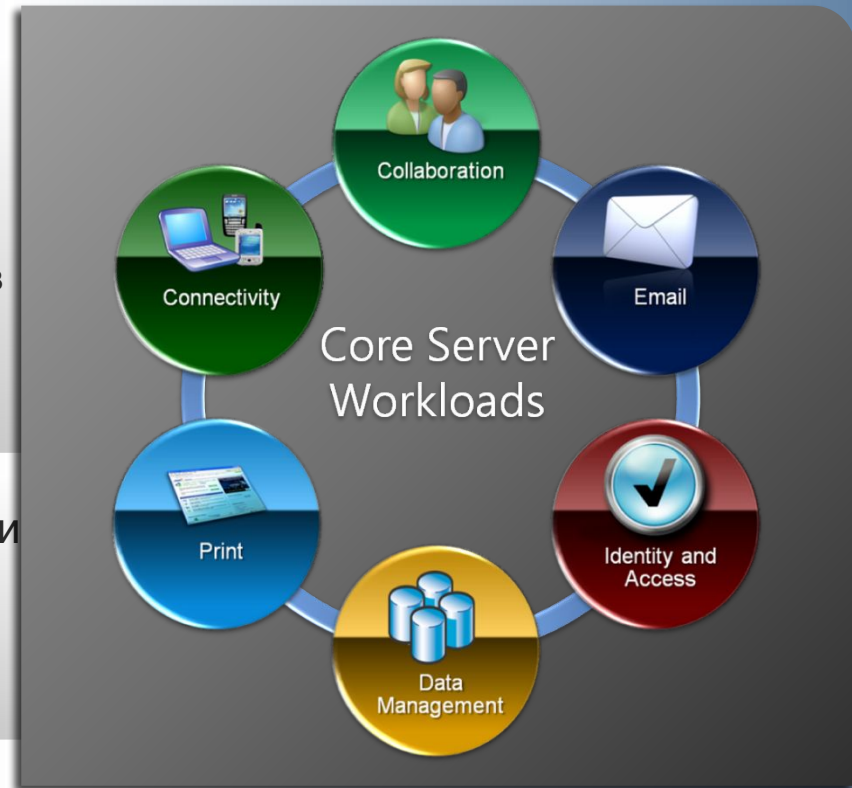 Collaboration
Connectivity
Email
Core Server
Workloads
Print
Identity and
Access
Data
Management
в
и